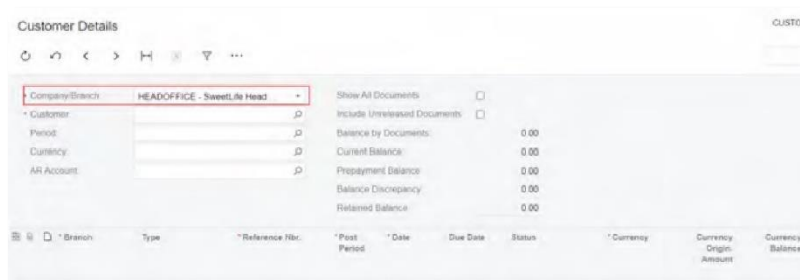 Customer Details
CUSTO
* Company/Branch: HEADOFFICE - SweetLife Head
* Customer:
Period:
Currency:
AR Account:
Show All Documents
Include Unreleased Documents
Balance by Documents: 0.00
Current Balance: 0.00
Prepayment Balance: 0.00
Balance Discrepancy: 0.00
Retained Balance: 0.00
* Branch Type * Reference Nbr. * Post Period * Date Due Date Status * Currency Currency Origin. Amount Currency Balance